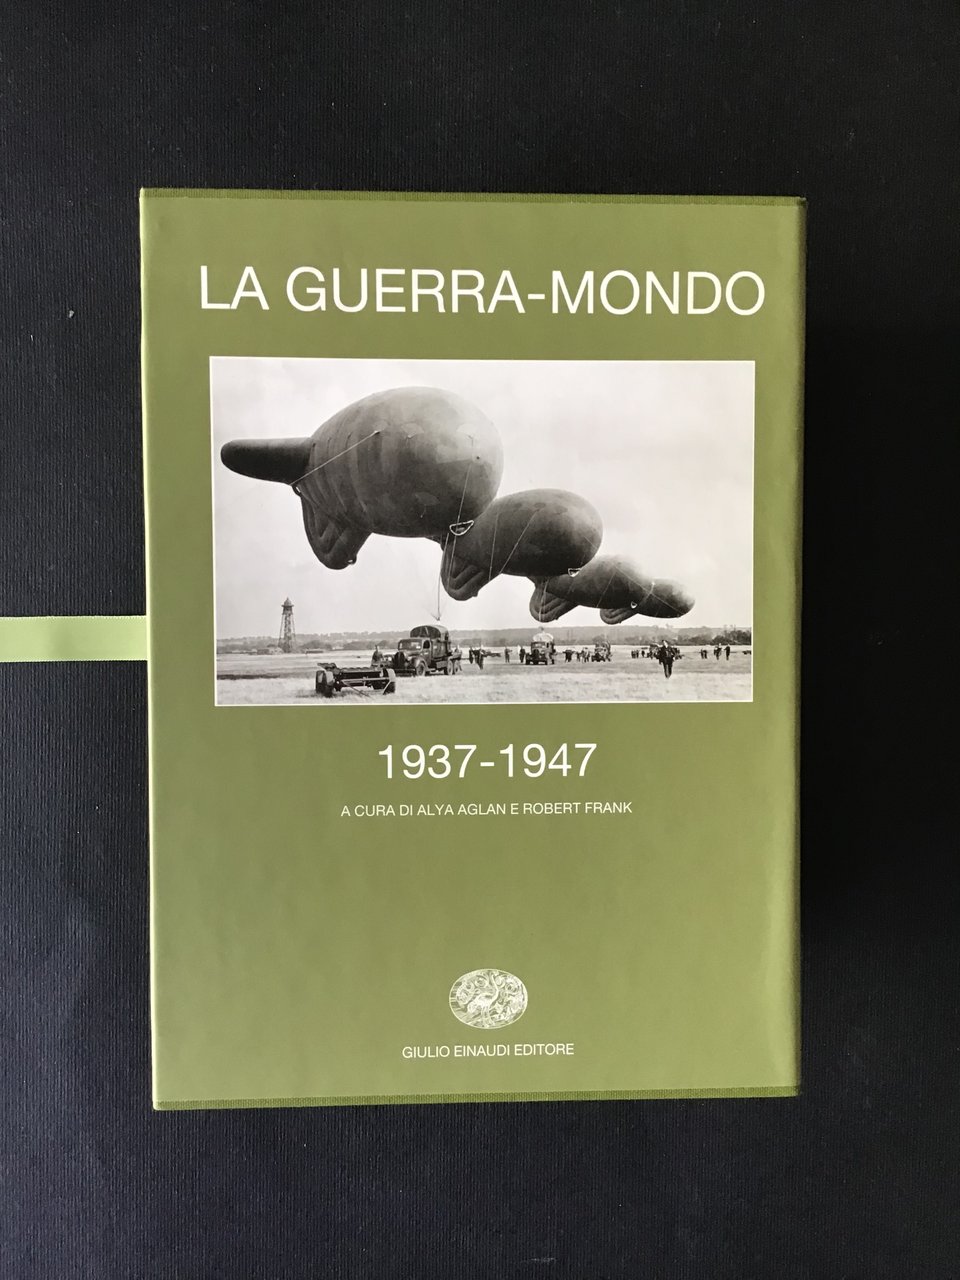 LA GUERRA-MONDO
1937-1947
A CURA DI ALYA AGLAN E ROBERT FRANK
GIULIO EINAUDI EDITORE